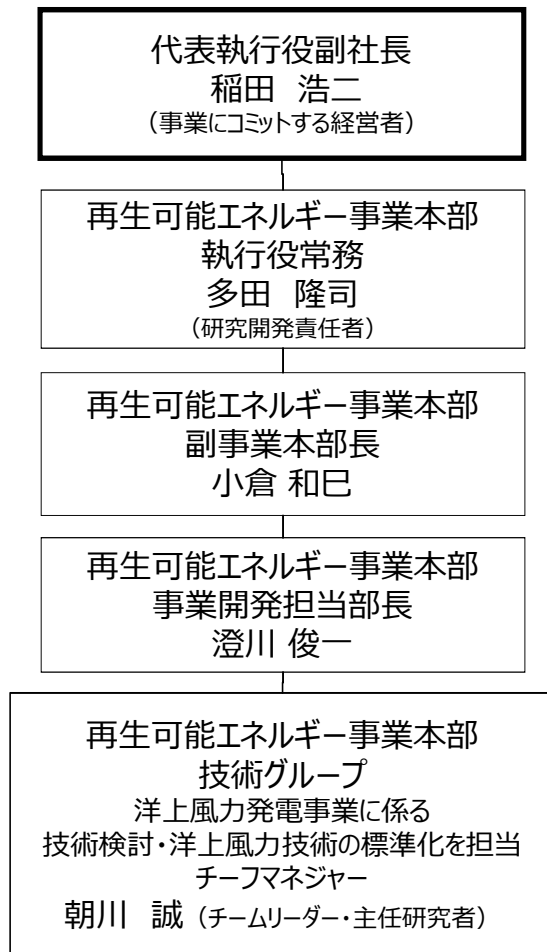 代表執行役副社長
稲田 浩二
（事業にコミットする経営者）
再生可能エネルギー事業本部
執行役常務
多田 隆司
（研究開発責任者）
再生可能エネルギー事業本部
副事業本部長
小倉 和巳
再生可能エネルギー事業本部
事業開発担当部長
澄川 俊一
再生可能エネルギー事業本部
技術グループ
洋上風力発電事業に係る
技術検討・洋上風力技術の標準化を担当
チーフマネジャー
朝川 誠（チームリーダー・主任研究者）